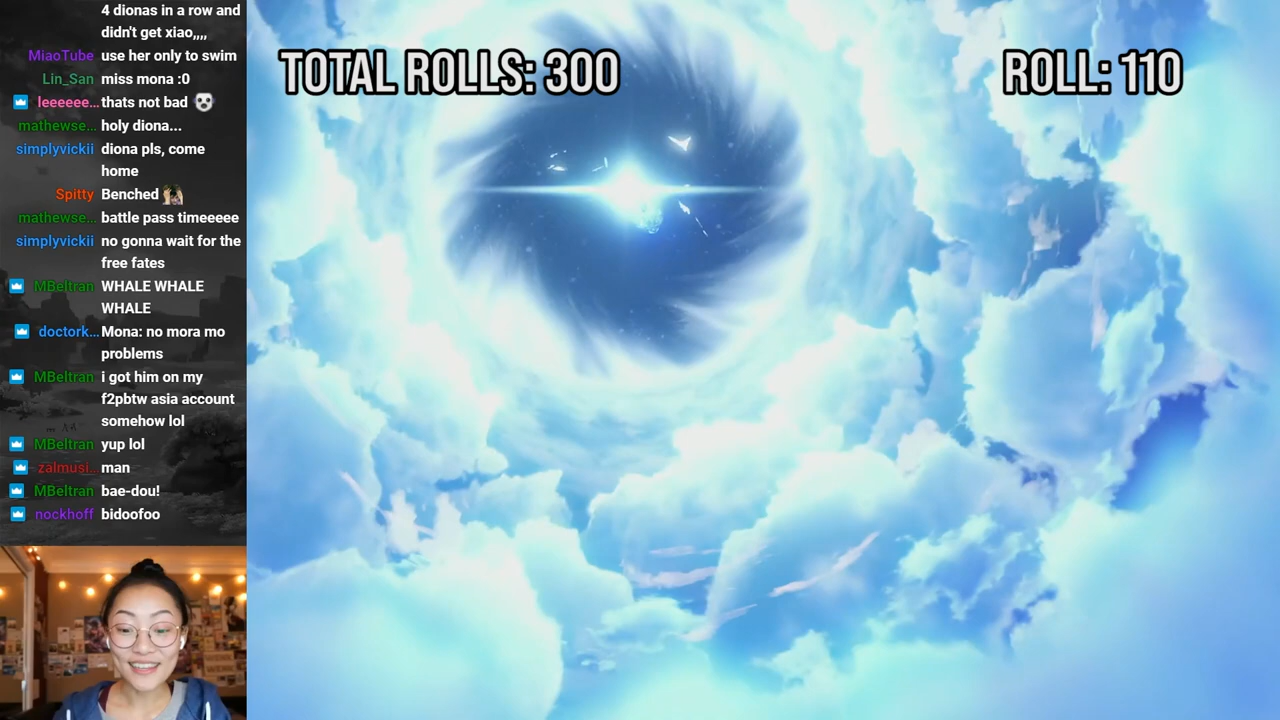 4 dionas in a row and
didn't get xiao,,,,
MiaoTube use her only to swim
Lin_San miss mona :0
leeeeee... thats not bad
mathewse... holy diona...
simplyvickii diona pls, come
home
Spitty Benched
mathewse... battle pass timeeeee
simplyvickii no gonna wait for the
free fates
MBeltran WHALE WHALE
WHALE
doctork... Mona: no mora mo
problems
MBeltran i got him on my
f2pbtw asia account
somehow lol
MBeltran yup lol
zalmusi... man
MBeltran bae-dou!
nockhoff bidoofoo
TOTAL ROLLS: 300
ROLL: 110